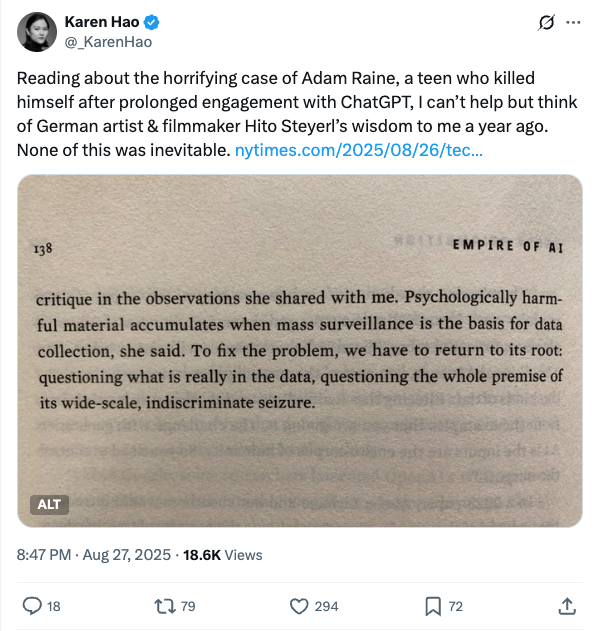 Karen Hao
@_KarenHao
Reading about the horrifying case of Adam Raine, a teen who killed
himself after prolonged engagement with ChatGPT, I can’t help but think
of German artist & filmmaker Hito Steyerl’s wisdom to me a year ago.
None of this was inevitable. nytimes.com/2025/08/26/tec...
138
EMPIRE OF AI
critique in the observations she shared with me. Psychologically harm-
ful material accumulates when mass surveillance is the basis for data
collection, she said. To fix the problem, we have to return to its root:
questioning what is really in the data, questioning the whole premise of
its wide-scale, indiscriminate seizure.
ALT
8:47 PM · Aug 27, 2025 · 18.6K Views
18
79
294
72